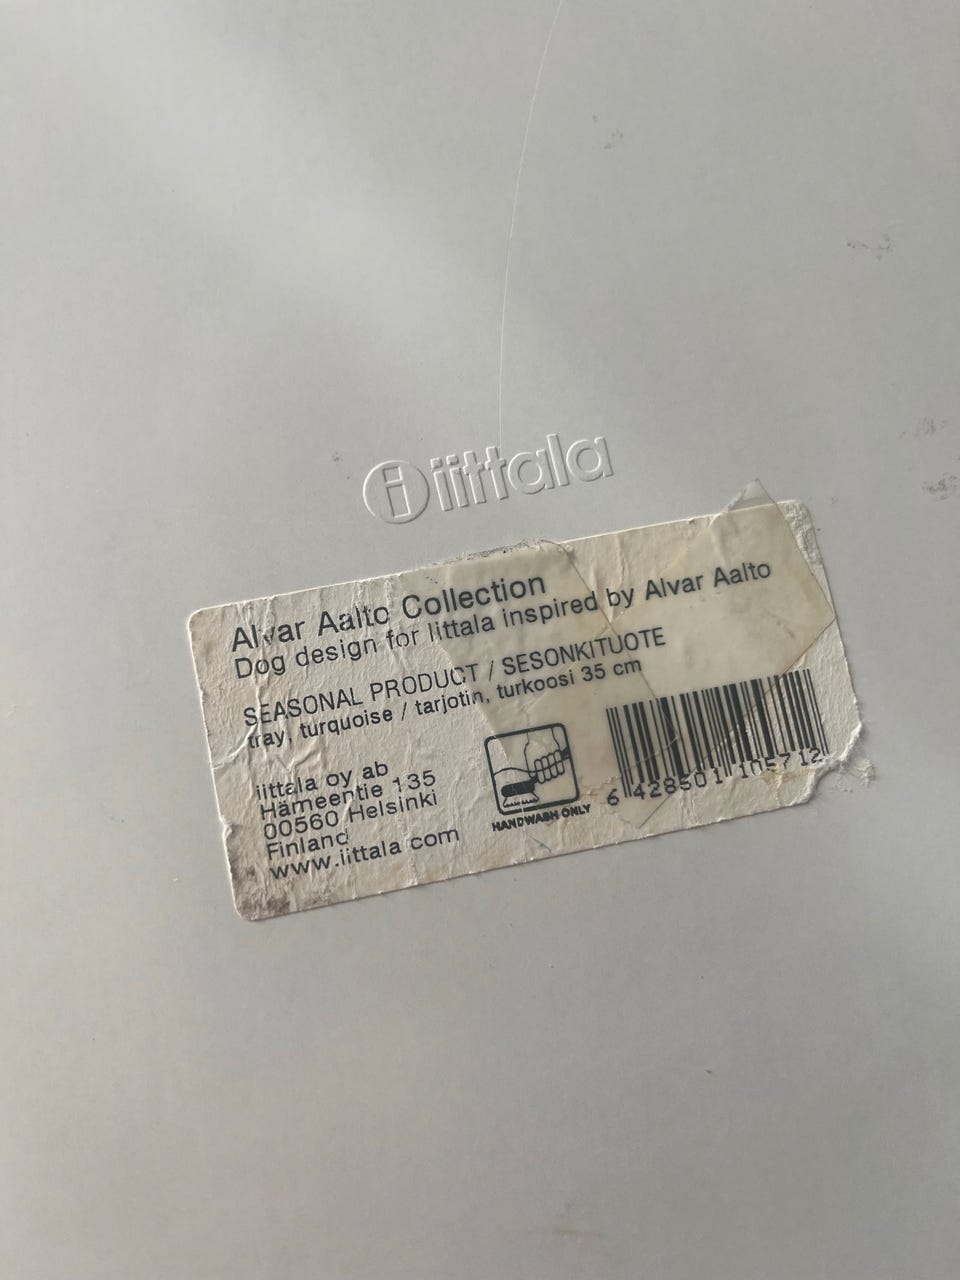 i iittala
Alvar Aalto Collection
Dog design for Iittala inspired by Alvar Aalto
SEASONAL PRODUCT / SESONKITUOTE
tray, turquoise / tarjotin, turkoosi 35 cm
iittala oy ab
Hämeentie 135
00560 Helsinki
Finland
www.iittala.com
HANDWASH ONLY
6 428501 105712